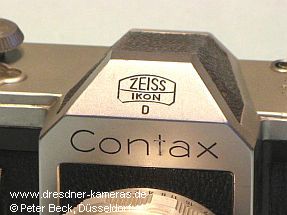 ZEISS
IKON
D
Contax
www.dresdner-kameras.de
© Peter Beck, Düsseldorf